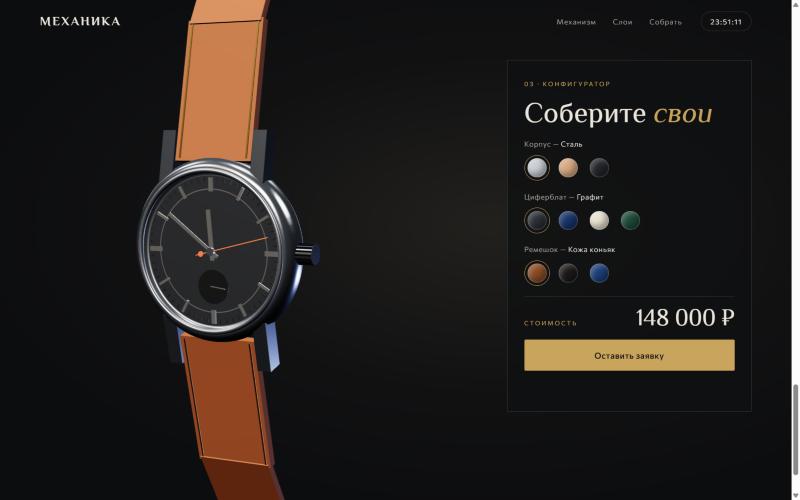 МЕХАНИКА
Механизм
Слои
Собрать
23:51:11
03 · КОНФИГУРАТОР
Соберите свои
Корпус — Сталь
Циферблат — Графит
Ремешок — Кожа коньяк
СТОИМОСТЬ
148 000 ₽
Оставить заявку